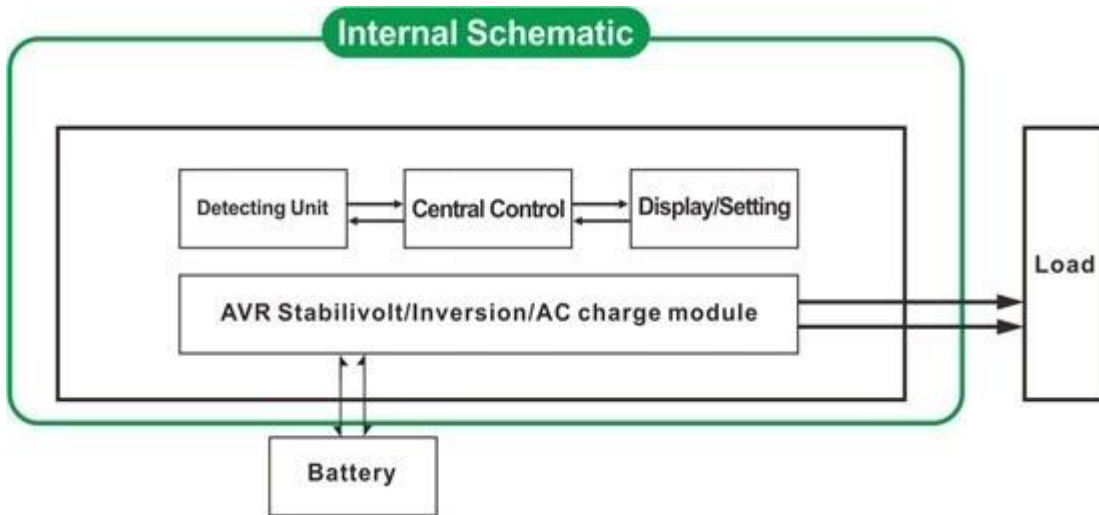 Internal Schematic
Detecting Unit
Central Control
Display/Setting
AVR Stabilivolt/Inversion/AC charge module
Load
Battery